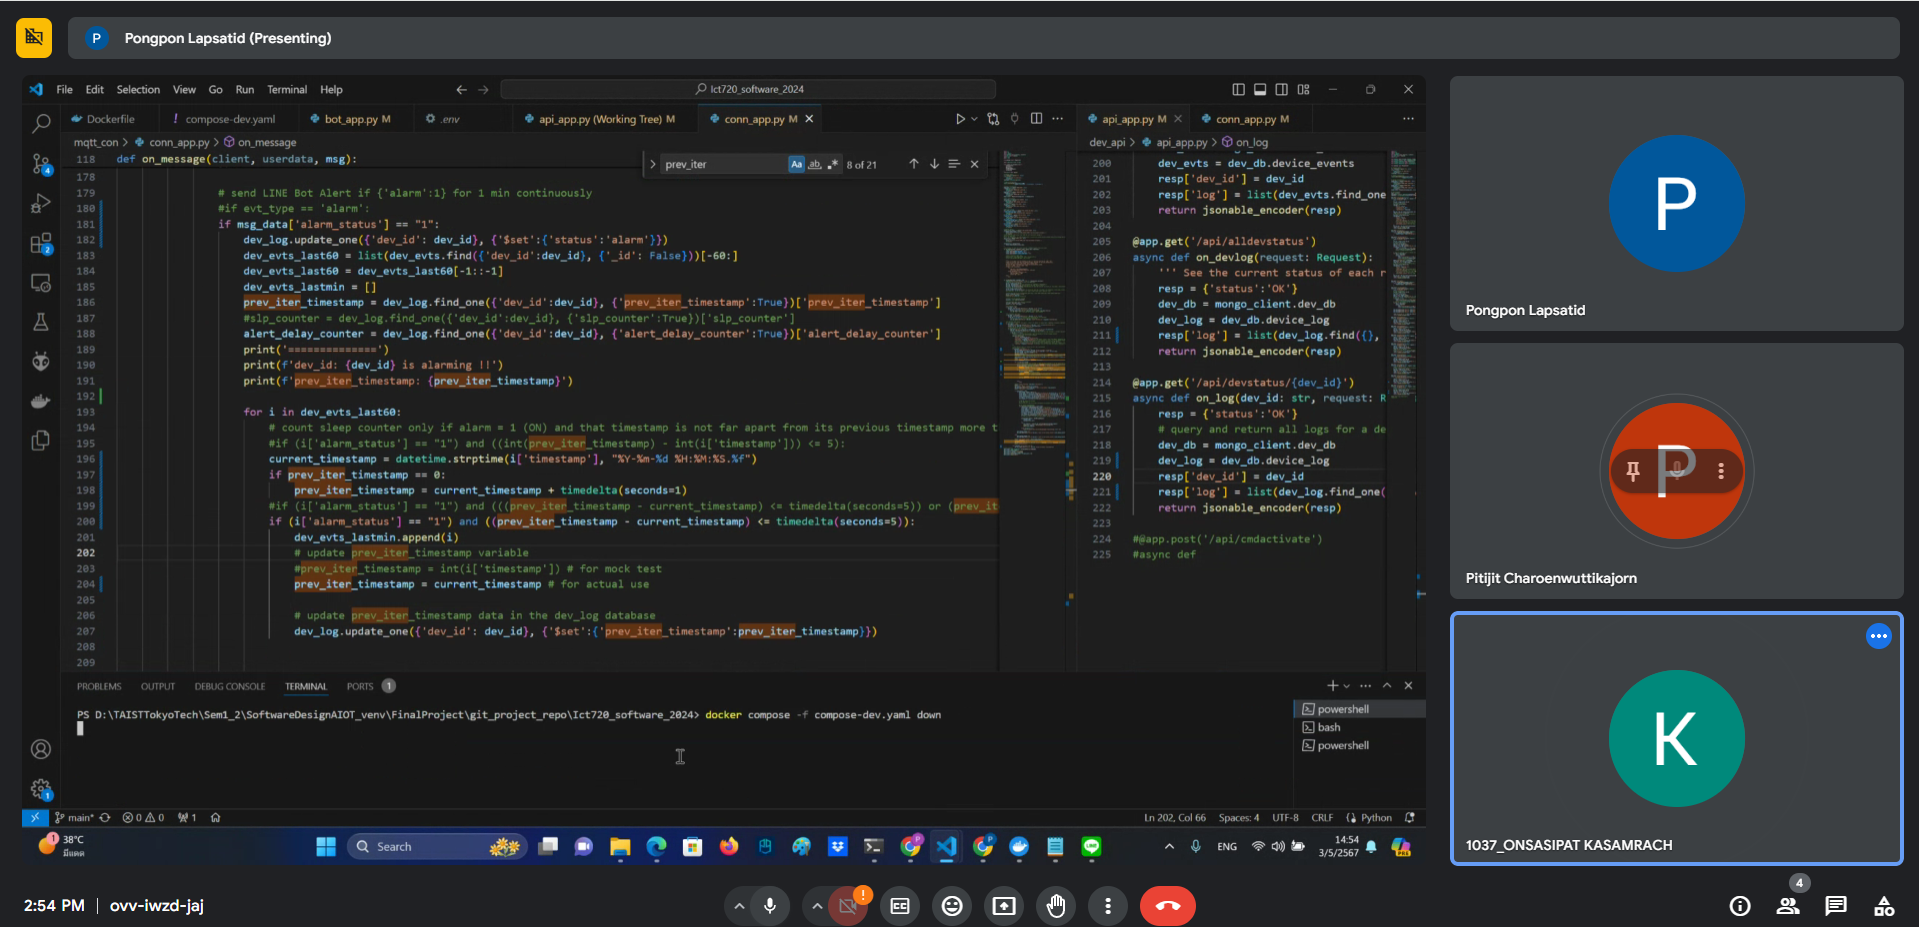 P Pongpon Lapsatid (Presenting)
File Edit Selection View Go Run Terminal Help
lct720_software_2024
Dockerfile ! compose-dev.yaml bot_app.py M .env api_app.py (Working Tree) M conn_app.py M
mqtt_con > conn_app.py > on_message
prev_iter Aa ab 8 of 21
118 def on_message(client, userdata, msg):
178
179 # send LINE Bot Alert if {'alarm':1} for 1 min continuously
180 #if evt_type == 'alarm':
181 if msg_data['alarm_status'] == "1":
182 dev_log.update_one({'dev_id': dev_id}, {'$set':{'status':'alarm'}})
183 dev_evts_last60 = list(dev_evts.find({'dev_id':dev_id}, {'_id': False}))[-60:]
184 dev_evts_last60 = dev_evts_last60[-1::-1]
185 dev_evts_lastmin = []
186 prev_iter_timestamp = dev_log.find_one({'dev_id':dev_id}, {'prev_iter_timestamp':True})['prev_iter_timestamp']
187 #slp_counter = dev_log.find_one({'dev_id':dev_id}, {'slp_counter':True})['slp_counter']
188 alert_delay_counter = dev_log.find_one({'dev_id':dev_id}, {'alert_delay_counter':True})['alert_delay_counter']
189 print('==============')
190 print(f'dev_id: {dev_id} is alarming !!')
191 print(f'prev_iter_timestamp: {prev_iter_timestamp}')
192
193 for i in dev_evts_last60:
194 # count sleep counter only if alarm = 1 (ON) and that timestamp is not far apart from its previous timestamp more t
195 #if (i['alarm_status'] == "1") and ((int(prev_iter_timestamp) - int(i['timestamp'])) <= 5):
196 current_timestamp = datetime.strptime(i['timestamp'], "%Y-%m-%d %H:%M:%S.%f")
197 if prev_iter_timestamp == 0:
198 prev_iter_timestamp = current_timestamp + timedelta(seconds=1)
199 #if (i['alarm_status'] == "1") and (((prev_iter_timestamp - current_timestamp) <= timedelta(seconds=5)) or (prev_ite
200 if (i['alarm_status'] == "1") and ((prev_iter_timestamp - current_timestamp) <= timedelta(seconds=5)):
201 dev_evts_lastmin.append(i)
202 # update prev_iter_timestamp variable
203 #prev_iter_timestamp = int(i['timestamp']) # for mock test
204 prev_iter_timestamp = current_timestamp # for actual use
205
206 # update prev_iter_timestamp data in the dev_log database
207 dev_log.update_one({'dev_id': dev_id}, {'$set':{'prev_iter_timestamp':prev_iter_timestamp}})
208
209
api_app.py M conn_app.py M
dev_api > api_app.py > on_log
200 dev_evts = dev_db.device_events
201 resp['dev_id'] = dev_id
202 resp['log'] = list(dev_evts.find_one
203 return jsonable_encoder(resp)
204
205 @app.get('/api/alldevstatus')
206 async def on_devlog(request: Request):
207 ''' See the current status of each r
208 resp = {'status':'OK'}
209 dev_db = mongo_client.dev_db
210 dev_log = dev_db.device_log
211 resp['log'] = list(dev_log.find({},
212 return jsonable_encoder(resp)
213
214 @app.get('/api/devstatus/{dev_id}')
215 async def on_log(dev_id: str, request: R
216 resp = {'status':'OK'}
217 # query and return all logs for a de
218 dev_db = mongo_client.dev_db
219 dev_log = dev_db.device_log
220 resp['dev_id'] = dev_id
221 resp['log'] = list(dev_log.find_one(
222 return jsonable_encoder(resp)
223
224 #@app.post('/api/cmdactivate')
225 #async def
PROBLEMS OUTPUT DEBUG CONSOLE TERMINAL PORTS 1
PS D:\TAISTTokyoTech\Sem1_2\SoftwareDesignAIOT_venv\FinalProject\git_project_repo\Ict720_software_2024> docker compose -f compose-dev.yaml down
powershell
bash
powershell
main* 0 0 1
Ln 202, Col 66 Spaces: 4 UTF-8 CRLF Python
38°C
มีแดด
Search
ENG
14:54
3/5/2567
P
Pongpon Lapsatid
P
Pitijit Charoenwuttikajorn
K
1037_ONSASIPAT KASAMRACH
2:54 PM | ovv-iwzd-jaj
4